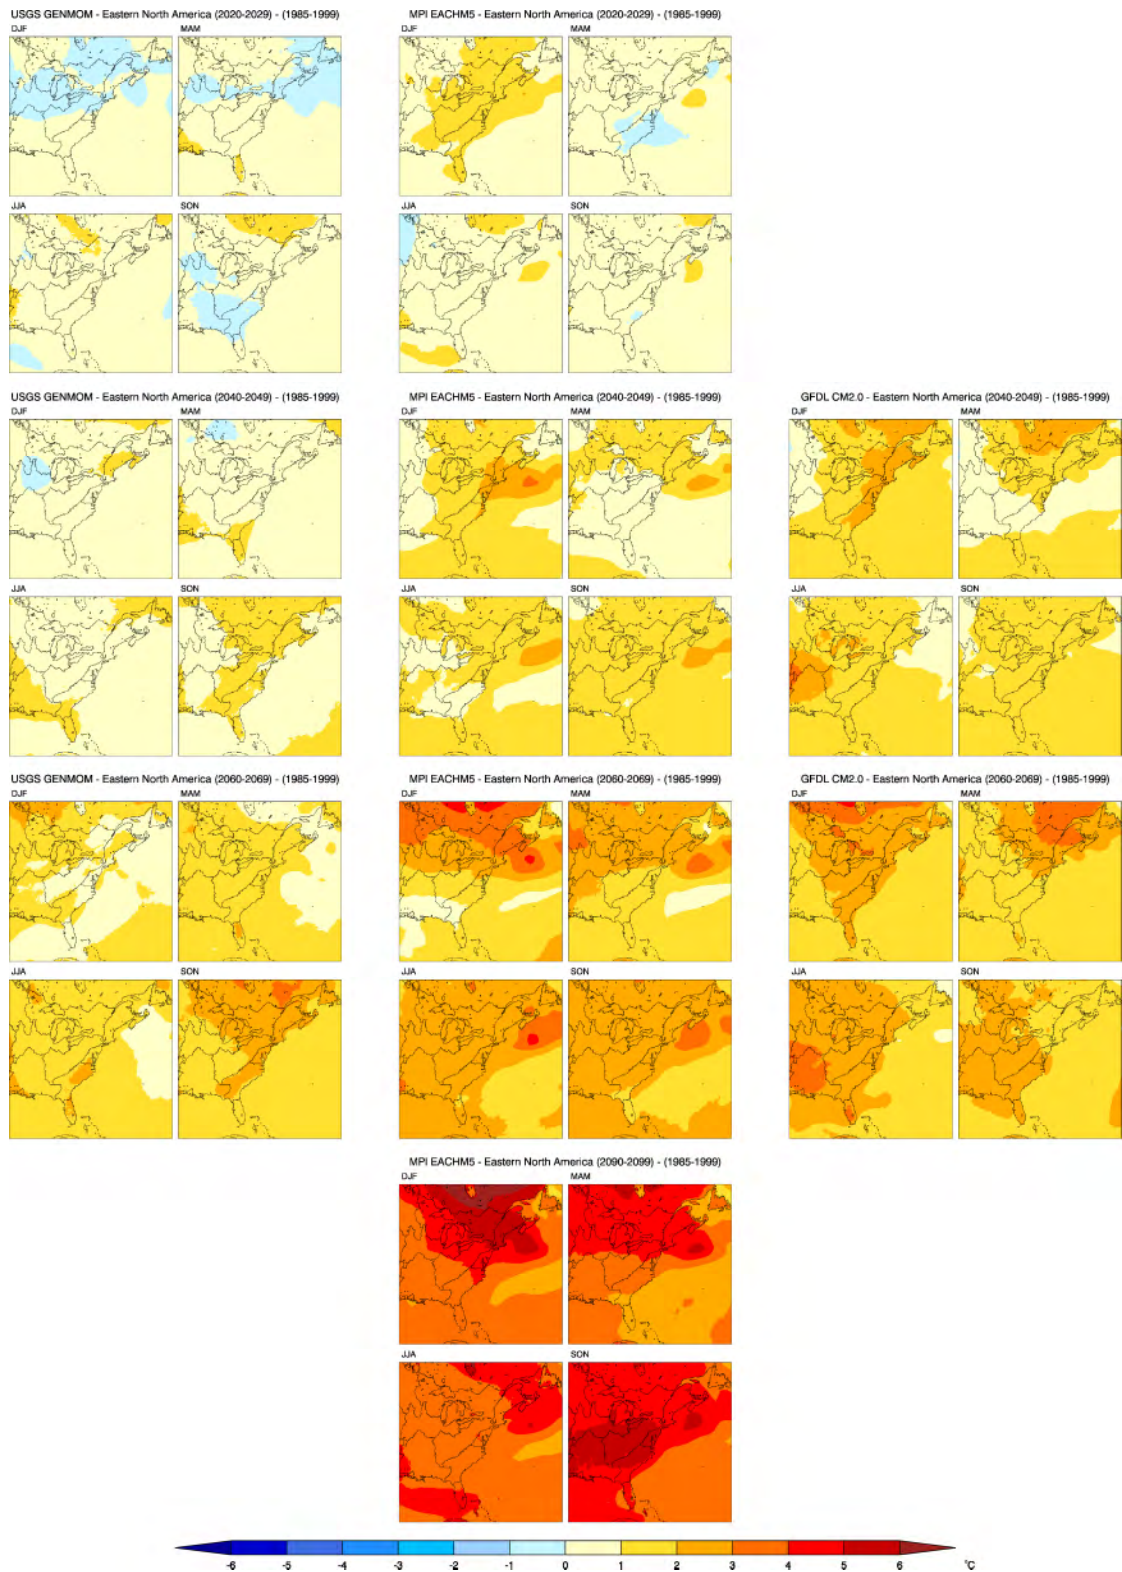 USGS GENMOM - Eastern North America (2020-2029) - (1985-1999)
MPI EACHM5 - Eastern North America (2020-2029) - (1985-1999)
DJF
MAM
DJF
MAM
JJA
SON
JJA
SON
USGS GENMOM - Eastern North America (2040-2049) - (1985-1999)
MPI EACHM5 - Eastern North America (2040-2049) - (1985-1999)
GFDL CM2.0 - Eastern North America (2040-2049) - (1985-1999)
DJF
MAM
DJF
MAM
DJF
MAM
JJA
SON
JJA
SON
JJA
SON
USGS GENMOM - Eastern North America (2060-2069) - (1985-1999)
MPI EACHM5 - Eastern North America (2060-2069) - (1985-1999)
GFDL CM2.0 - Eastern North America (2060-2069) - (1985-1999)
DJF
MAM
DJF
MAM
DJF
MAM
JJA
SON
JJA
SON
JJA
SON
MPI EACHM5 - Eastern North America (2090-2099) - (1985-1999)
DJF
MAM
JJA
SON
-6 -5 -4 -3 -2 -1 0 1 2 3 4 5 6 °C